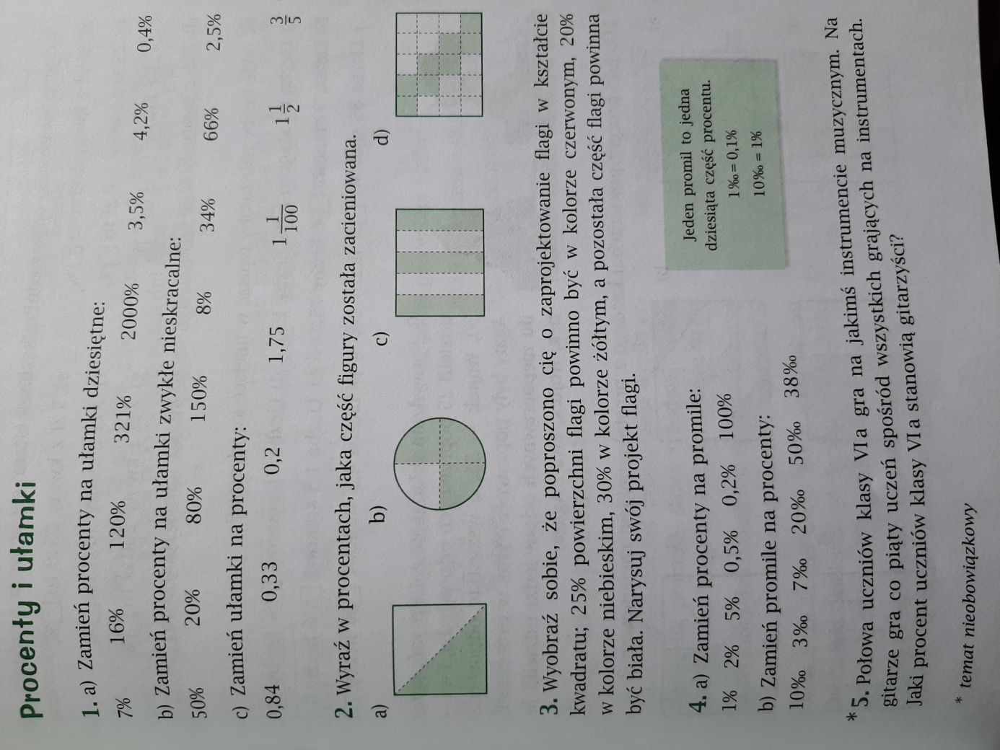 Procenty i ułamki
1. a) Zamień procenty na ułamki dziesiętne:
7% 16% 120% 321% 2000% 3,5% 4,2% 0,4%
b) Zamień procenty na ułamki zwykłe nieskracalne:
50% 20% 80% 150% 8% 34% 66% 2,5%
c) Zamień ułamki na procenty:
0,84 0,33 0,2 1,75 1 1/100 1 1/2 3/5
2. Wyraź w procentach, jaka część figury została zacieniowana.
a) b) c) d)
3. Wyobraź sobie, że poproszono cię o zaprojektowanie flagi w kształcie
kwadratu; 25% powierzchni flagi powinno być w kolorze czerwonym, 20%
w kolorze niebieskim, 30% w kolorze żółtym, a pozostała część flagi powinna
być biała. Narysuj swój projekt flagi.
4. a) Zamień procenty na promile:
1% 2% 5% 0,5% 0,2% 100%
b) Zamień promile na procenty:
10‰ 3‰ 7‰ 20‰ 50‰ 38‰
Jeden promil to jedna
dziesiąta część procentu.
1‰ = 0,1%
10‰ = 1%
* 5. Połowa uczniów klasy VI a gra na jakimś instrumencie muzycznym. Na
gitarze gra co piąty uczeń spośród wszystkich grających na instrumentach.
Jaki procent uczniów klasy VI a stanowią gitarzyści?
* temat nieobowiązkowy